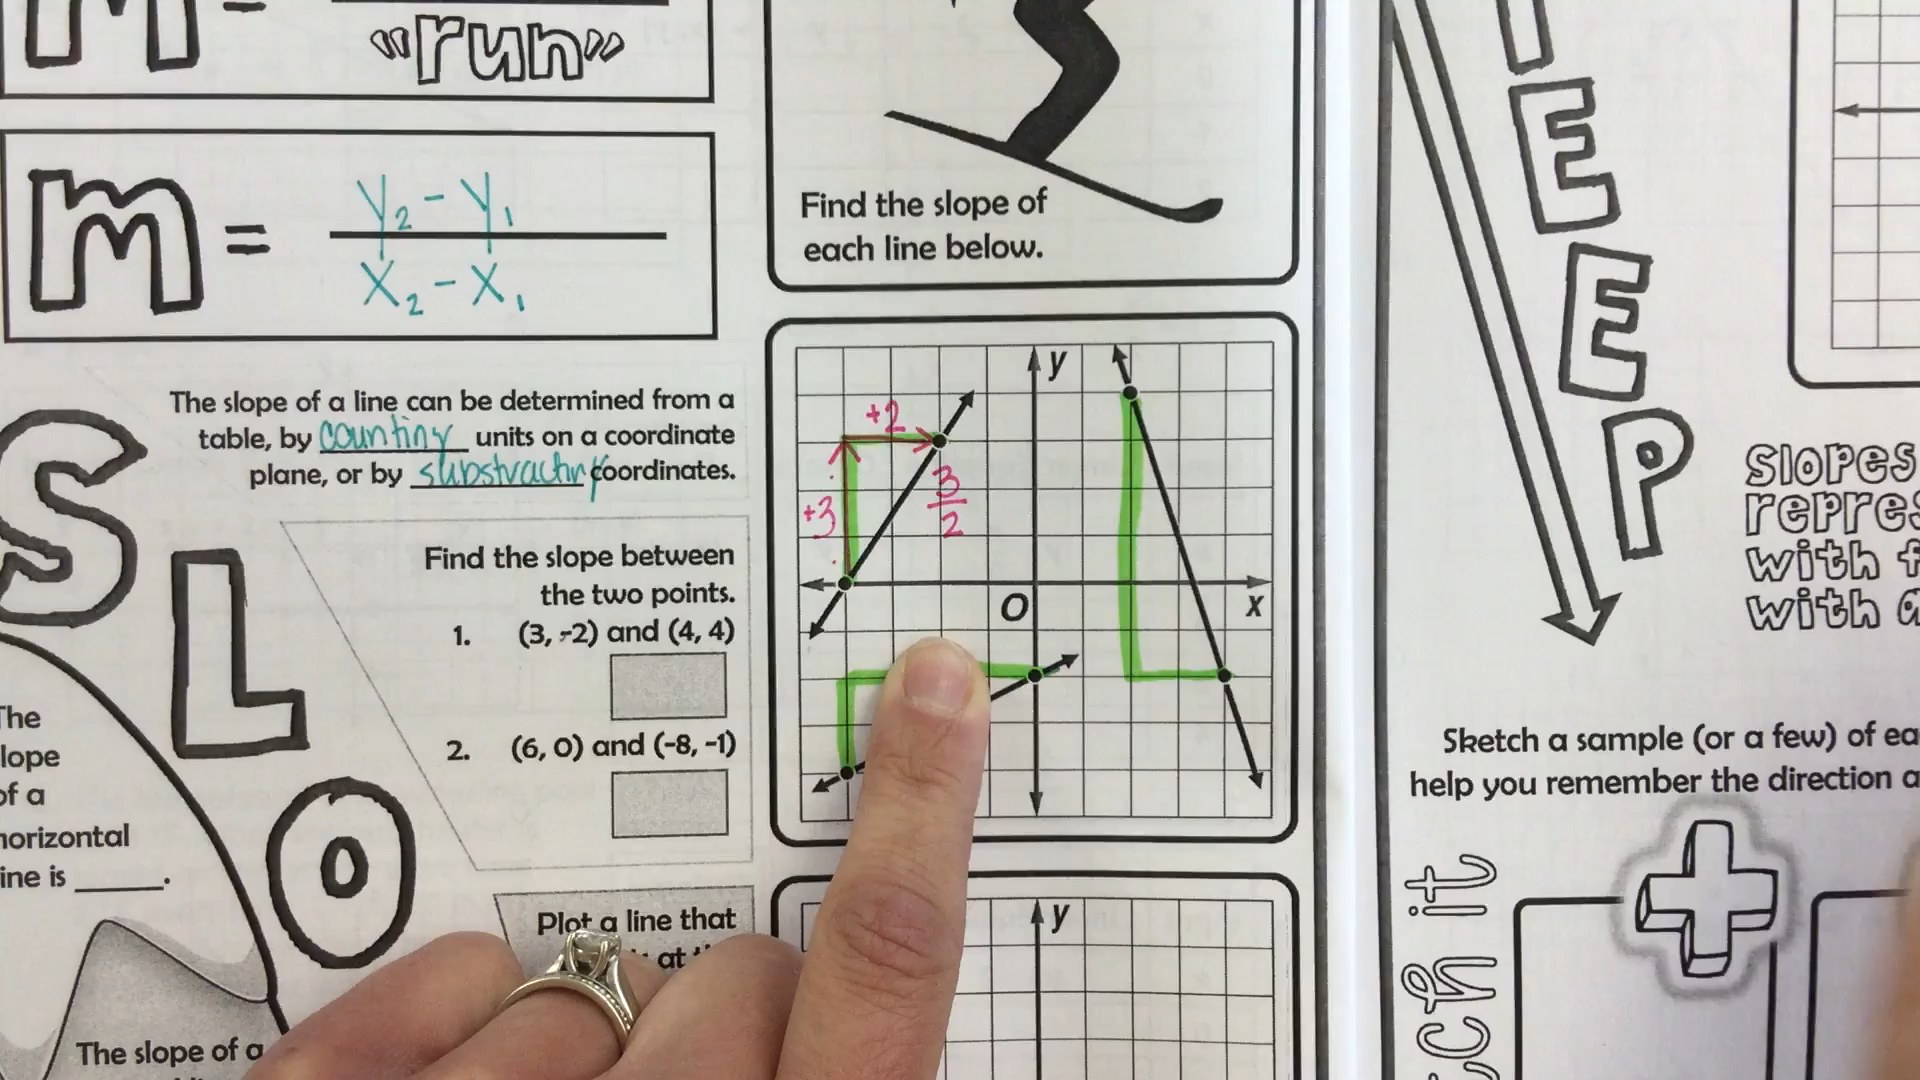 m =
"run"
m =
y₂ - y₁
x₂ - x₁
The slope of a line can be determined from a
table, by counting units on a coordinate
plane, or by substracting coordinates.
S
L
O
Find the slope between
the two points.
1. (3, -2) and (4, 4)
2. (6, 0) and (-8, -1)
The
slope
of a
horizontal
line is ______.
Plot a line that
at
The slope of a
Find the slope of
each line below.
y
+2
+3
3
2
O
x
y
E
E
P
Slopes
repres
with
with
Sketch a sample (or a few) of ea
help you remember the direction a
it